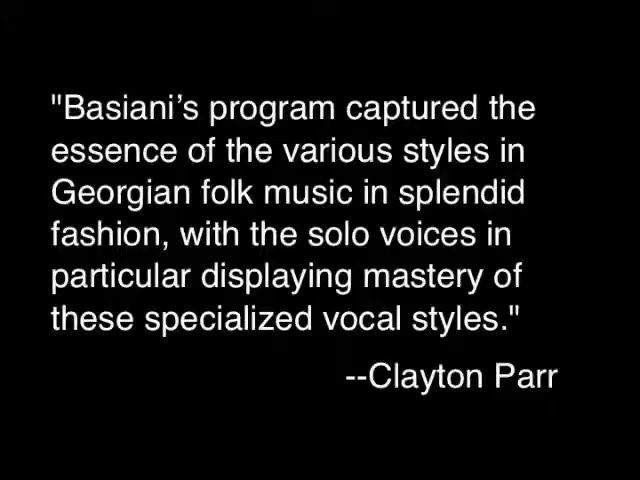 "Basiani’s program captured the
essence of the various styles in
Georgian folk music in splendid
fashion, with the solo voices in
particular displaying mastery of
these specialized vocal styles."
--Clayton Parr